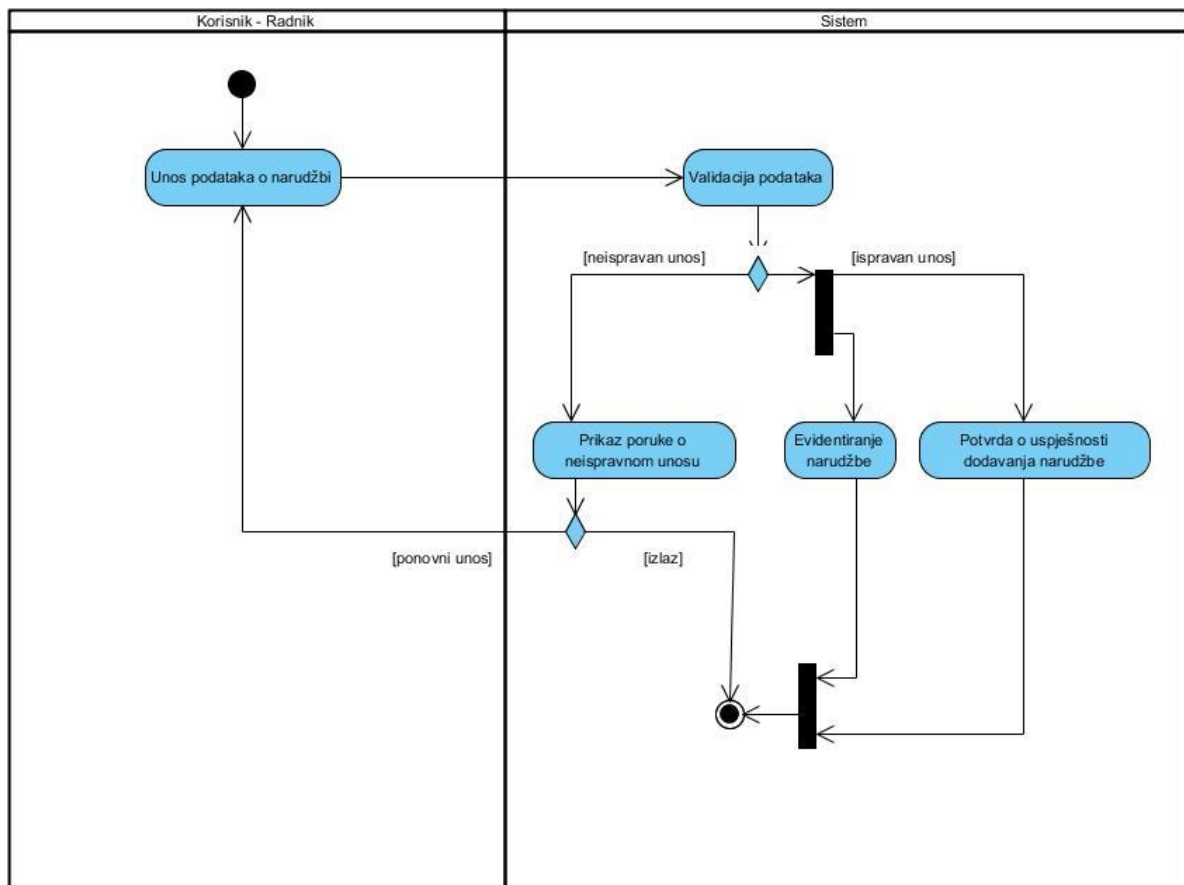 Korisnik - Radnik
Sistem
Unos podataka o narudžbi
Validacija podataka
[neispravan unos]
[ispravan unos]
Prikaz poruke o
neispravnom unosu
Evidentiranje
narudžbe
Potvrda o uspješnosti
dodavanja narudžbe
[ponovni unos]
[izlaz]